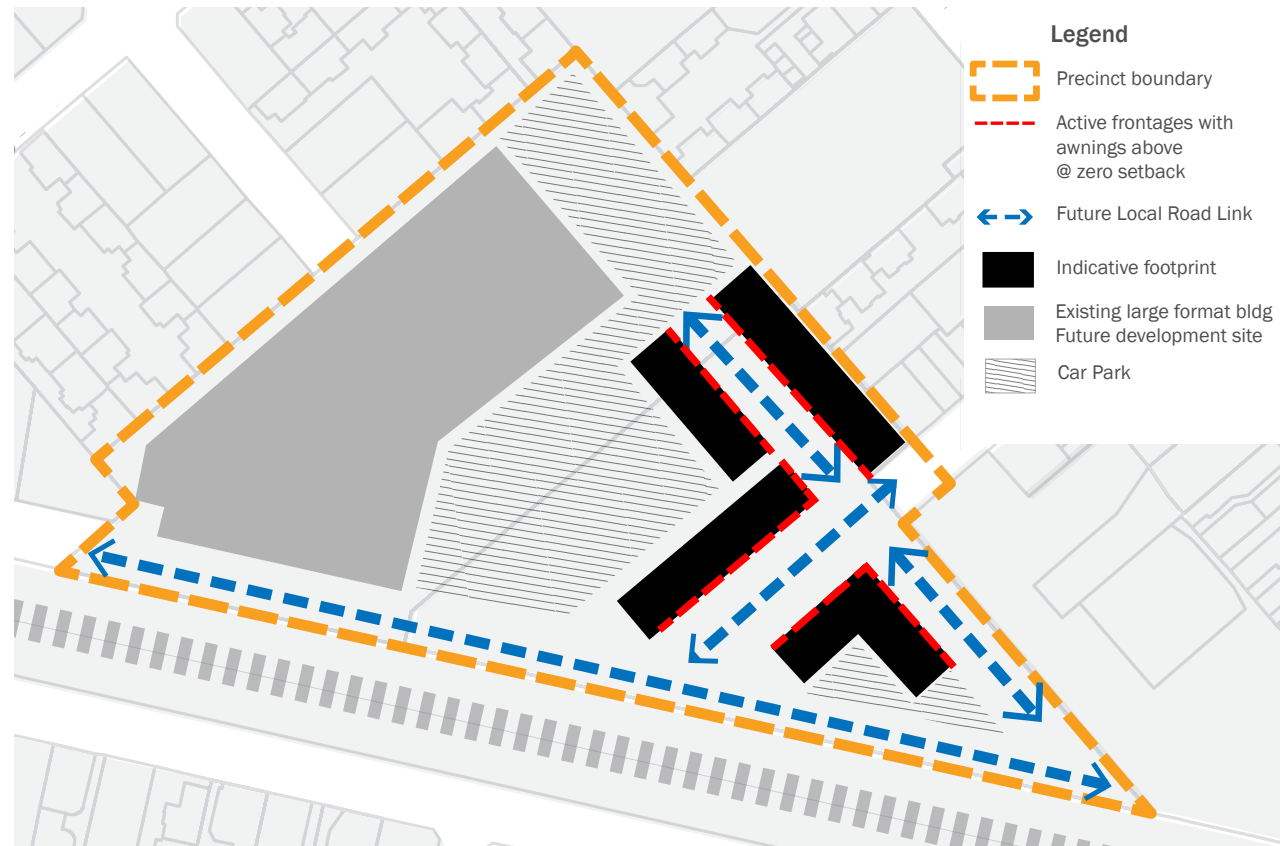 Legend
Precinct boundary
Active frontages with
awnings above
@ zero setback
Future Local Road Link
Indicative footprint
Existing large format bldg
Future development site
Car Park